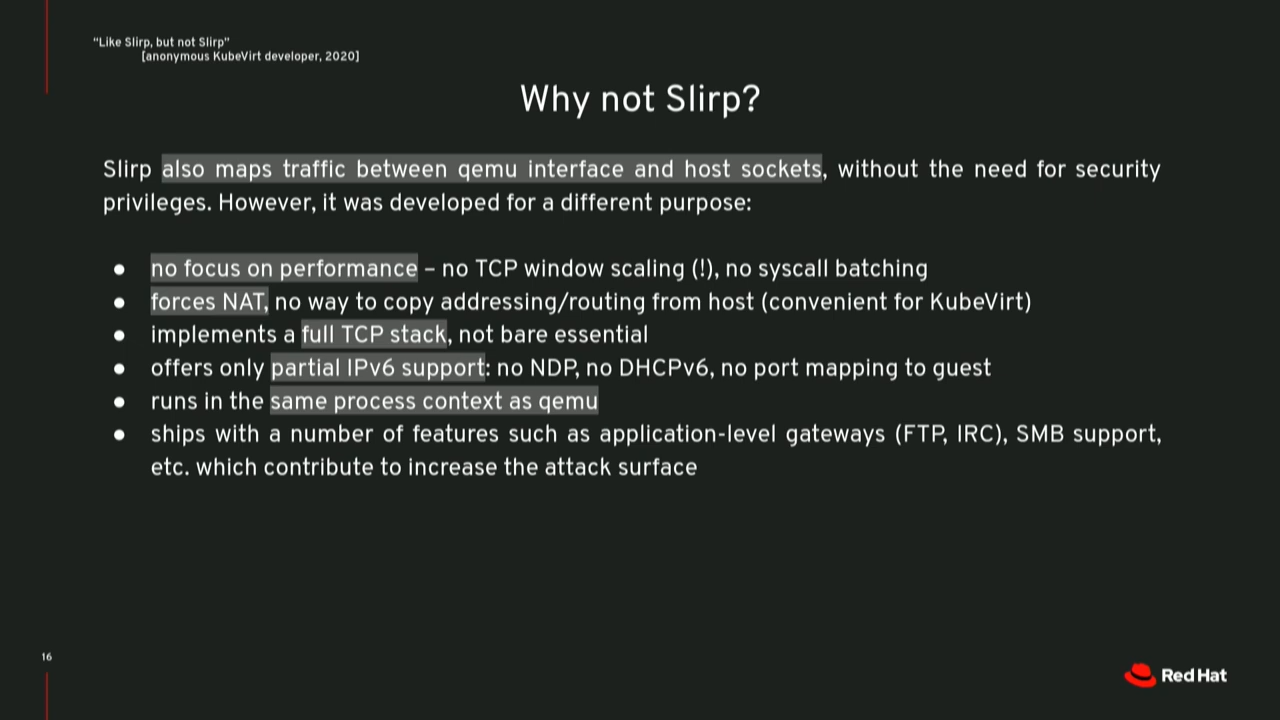 “Like Slirp, but not Slirp”
[anonymous KubeVirt developer, 2020]
Why not Slirp?
Slirp also maps traffic between qemu interface and host sockets, without the need for security
privileges. However, it was developed for a different purpose:
● no focus on performance – no TCP window scaling (!), no syscall batching
● forces NAT, no way to copy addressing/routing from host (convenient for KubeVirt)
● implements a full TCP stack, not bare essential
● offers only partial IPv6 support: no NDP, no DHCPv6, no port mapping to guest
● runs in the same process context as qemu
● ships with a number of features such as application-level gateways (FTP, IRC), SMB support,
etc. which contribute to increase the attack surface
16
Red Hat